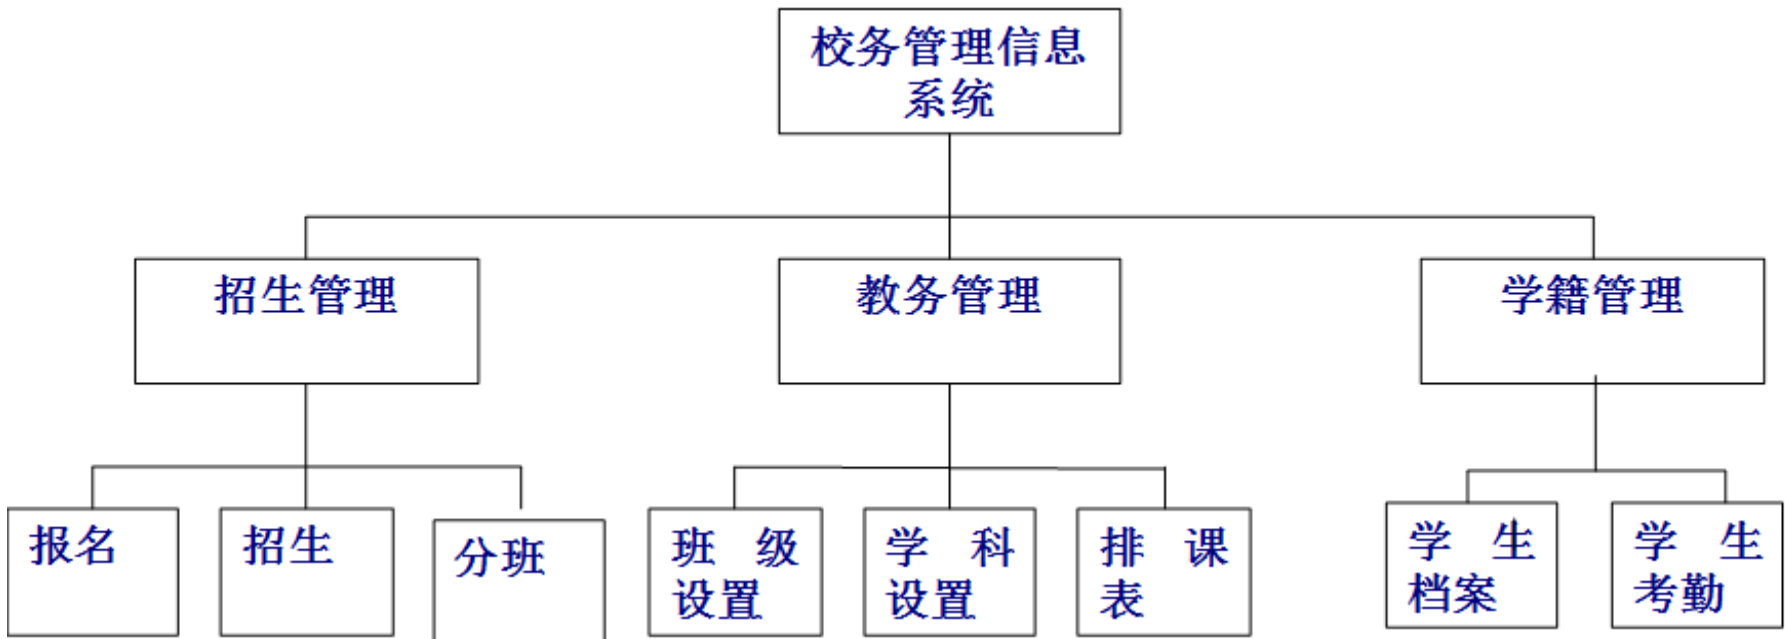 校务管理信息
系统
招生管理
教务管理
学籍管理
报名
招生
分班
班级
设置
学科
设置
排课
表
学生
档案
学生
考勤